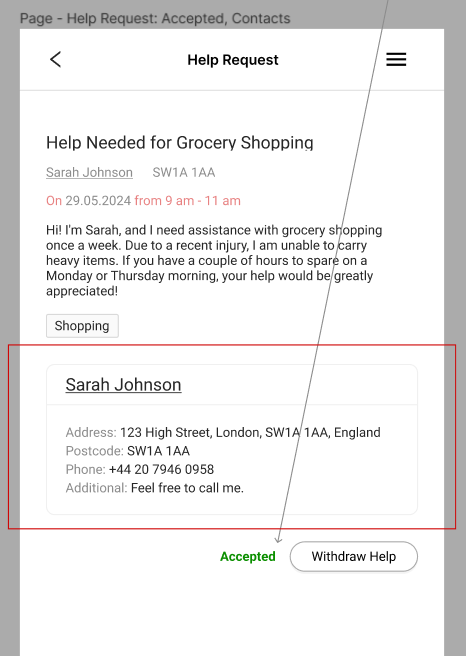 Page - Help Request: Accepted, Contacts
Help Request
Help Needed for Grocery Shopping
Sarah Johnson SW1A 1AA
On 29.05.2024 from 9 am - 11 am
Hi! I'm Sarah, and I need assistance with grocery shopping
once a week. Due to a recent injury, I am unable to carry
heavy items. If you have a couple of hours to spare on a
Monday or Thursday morning, your help would be greatly
appreciated!
Shopping
Sarah Johnson
Address: 123 High Street, London, SW1A 1AA, England
Postcode: SW1A 1AA
Phone: +44 20 7946 0958
Additional: Feel free to call me.
Accepted Withdraw Help